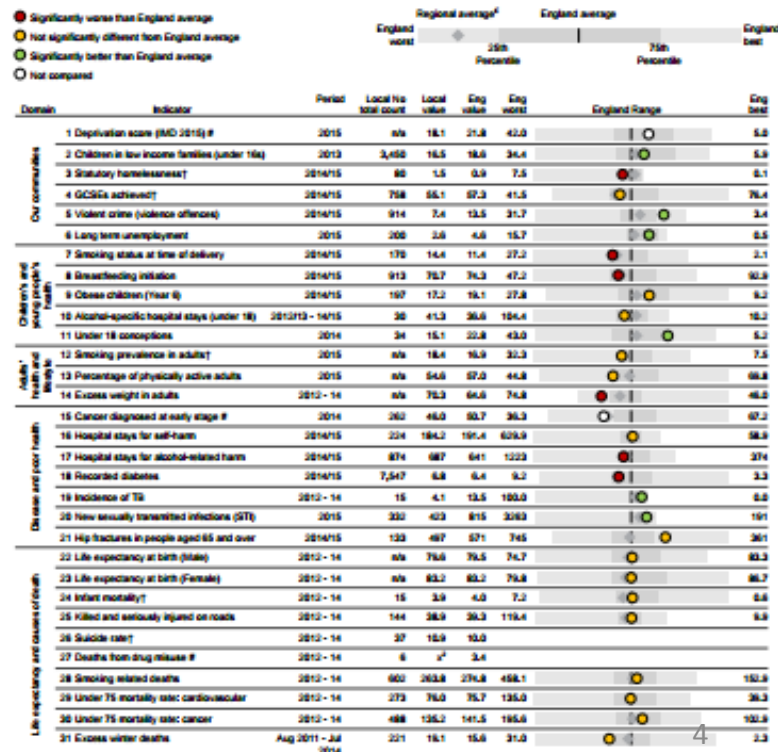 Significantly worse than England average
Not significantly different from England average
Significantly better than England average
Not compared
Regional average€ England average
England worst
England best
25th Percentile
75th Percentile
Domain Indicator Period Local No total count Local value Eng value Eng worst England Range Eng best
Our communities
1 Deprivation score (IMD 2015) # 2015 n/a 18.1 21.8 42.0 5.0
2 Children in low income families (under 16s) 2013 3,450 16.5 18.6 34.4 5.9
3 Statutory homelessness† 2014/15 80 1.5 0.9 7.5 0.1
4 GCSEs achieved† 2014/15 758 55.1 57.3 41.5 76.4
5 Violent crime (violence offences) 2014/15 914 7.4 13.5 31.7 3.4
6 Long term unemployment 2015 200 2.6 4.6 15.7 0.5
Children's and young people's health
7 Smoking status at time of delivery 2014/15 170 14.4 11.4 27.2 2.1
8 Breastfeeding initiation 2014/15 913 70.7 74.3 47.2 92.9
9 Obese children (Year 6) 2014/15 197 17.2 19.1 27.8 9.2
10 Alcohol-specific hospital stays (under 18) 2012/13 - 14/15 30 41.3 36.6 104.4 10.2
11 Under 18 conceptions 2014 34 15.1 22.8 43.0 5.2
Adults' health and lifestyle
12 Smoking prevalence in adults† 2015 n/a 18.4 16.9 32.3 7.5
13 Percentage of physically active adults 2015 n/a 54.6 57.0 44.8 69.8
14 Excess weight in adults 2012 - 14 n/a 70.3 64.6 74.8 46.0
Disease and poor health
15 Cancer diagnosed at early stage # 2014 262 46.0 50.7 36.3 67.2
16 Hospital stays for self-harm 2014/15 224 184.2 191.4 629.9 58.9
17 Hospital stays for alcohol-related harm 2014/15 874 687 641 1223 374
18 Recorded diabetes 2014/15 7,547 6.8 6.4 9.2 3.3
19 Incidence of TB 2012 - 14 15 4.1 13.5 100.0 0.0
20 New sexually transmitted infections (STI) 2015 332 423 815 3263 191
21 Hip fractures in people aged 65 and over 2014/15 133 497 571 745 361
Life expectancy and causes of death
22 Life expectancy at birth (Male) 2012 - 14 n/a 79.6 79.5 74.7 83.3
23 Life expectancy at birth (Female) 2012 - 14 n/a 83.2 83.2 79.8 86.7
24 Infant mortality† 2012 - 14 15 3.9 4.0 7.2 0.6
25 Killed and seriously injured on roads 2012 - 14 144 38.9 39.3 119.4 9.9
26 Suicide rate† 2012 - 14 37 10.9 10.0
27 Deaths from drug misuse # 2012 - 14 6 3.4
28 Smoking related deaths 2012 - 14 602 263.8 274.8 458.1 152.9
29 Under 75 mortality rate: cardiovascular 2012 - 14 273 76.0 75.7 135.0 39.3
30 Under 75 mortality rate: cancer 2012 - 14 488 135.2 141.5 195.6 102.9
31 Excess winter deaths Aug 2011 - Jul 2014 221 18.1 15.6 31.0 2.3
4